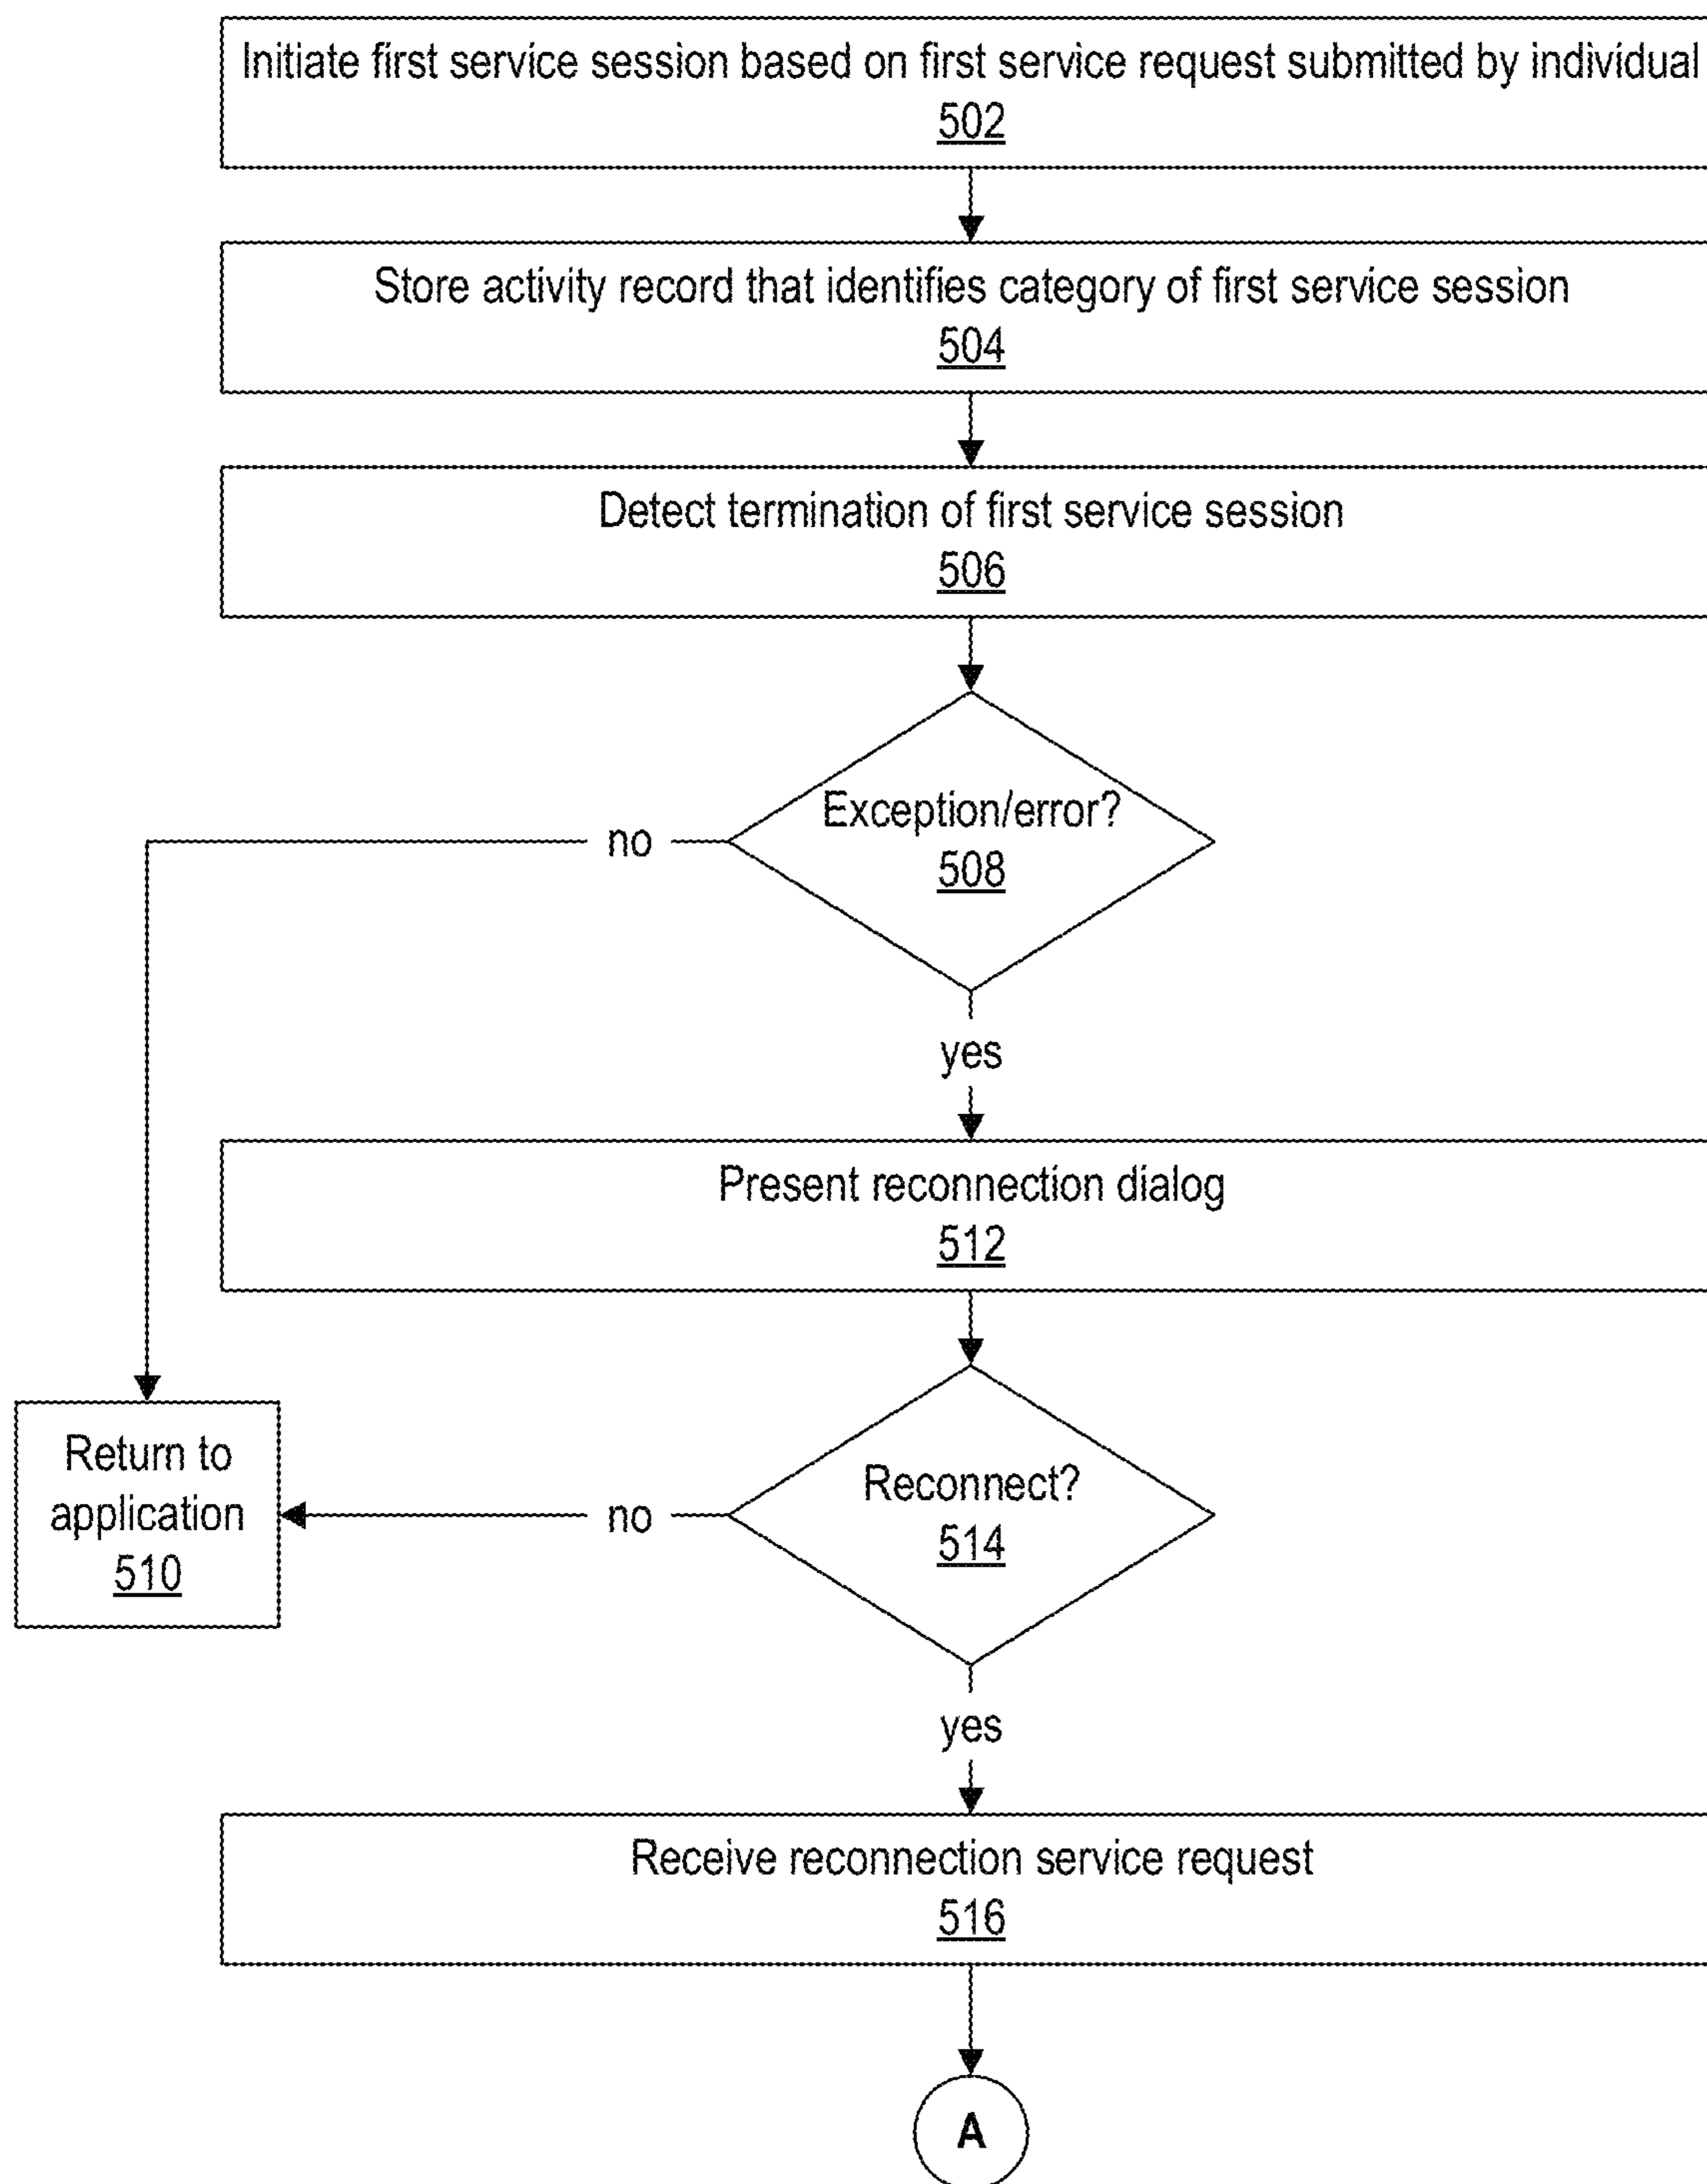 Initiate first service session based on first service request submitted by individual
502
Store activity record that identifies category of first service session
504
Detect termination of first service session
506
Exception/error?
508
no
yes
Present reconnection dialog
512
Reconnect?
514
no
Return to
application
510
yes
Receive reconnection service request
516
A